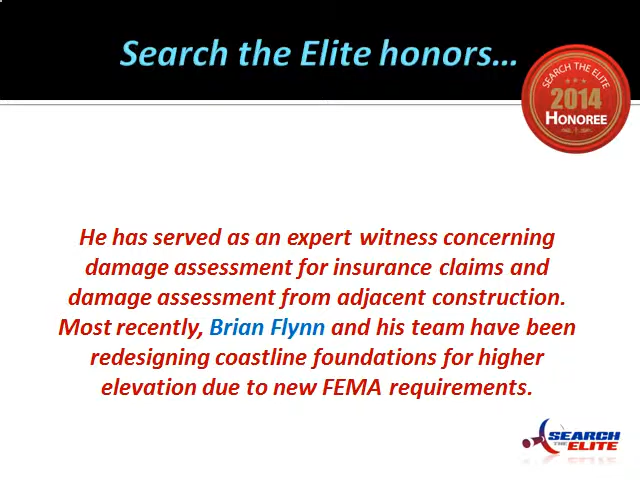 Search the Elite honors...
SEARCH THE ELITE
2014
HONOREE
He has served as an expert witness concerning
damage assessment for insurance claims and
damage assessment from adjacent construction.
Most recently, Brian Flynn and his team have been
redesigning coastline foundations for higher
elevation due to new FEMA requirements.
SEARCH
THE ELITE